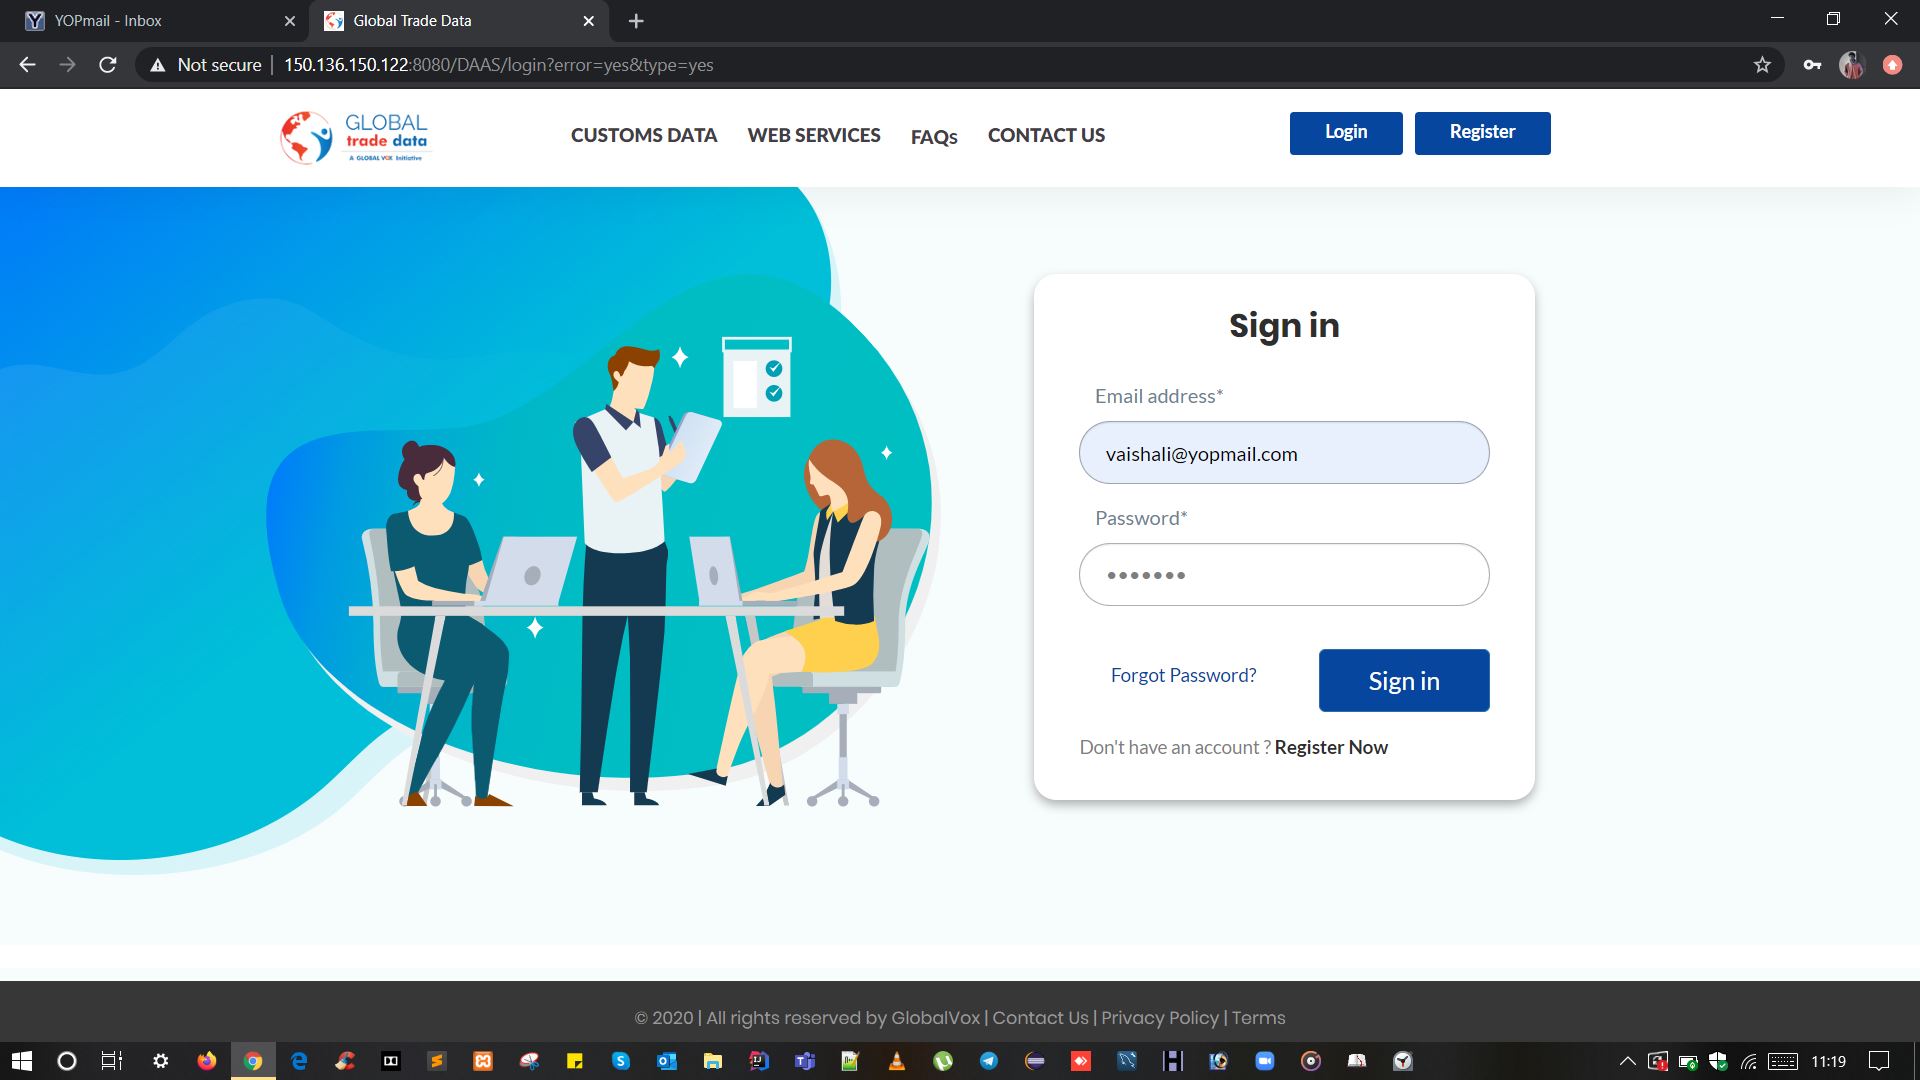 YOPmail - Inbox
Global Trade Data
Not secure
150.136.150.122:8080/DAAS/login?error=yes&type=yes
GLOBAL
trade data
A GLOBAL VOX Initiative
CUSTOMS DATA
WEB SERVICES
FAQs
CONTACT US
Login
Register
Sign in
Email address*
vaishali@yopmail.com
Password*
•••••••
Forgot Password?
Sign in
Don't have an account ? Register Now
© 2020 | All rights reserved by GlobalVox | Contact Us | Privacy Policy | Terms
11:19